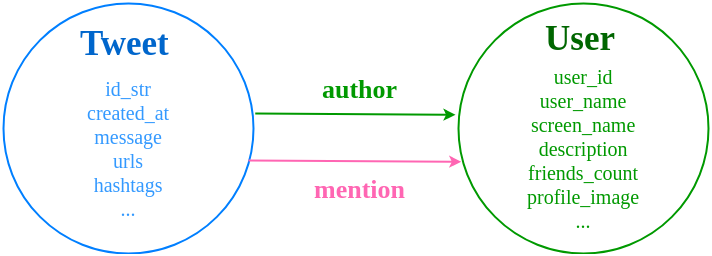 Tweet
id_str
created_at
message
urls
hashtags
...
author
mention
User
user_id
user_name
screen_name
description
friends_count
profile_image
...